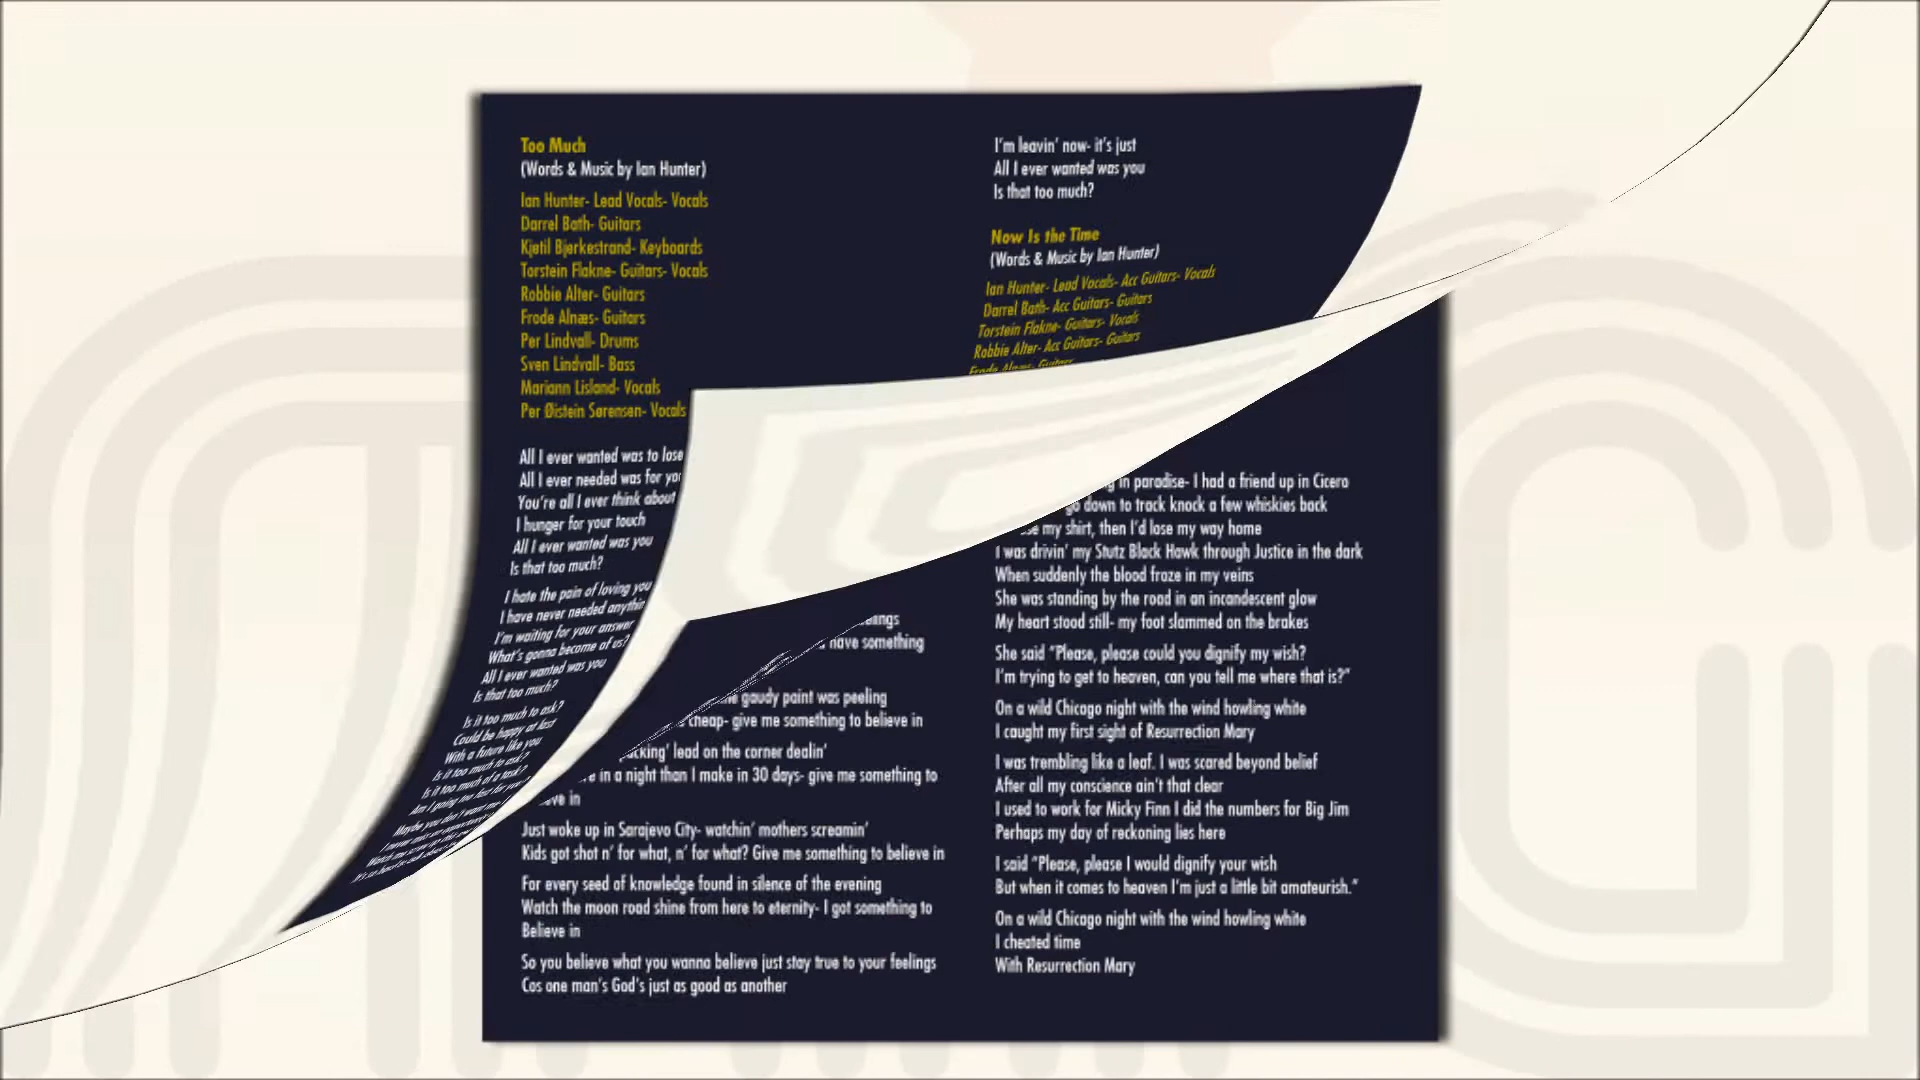 Too Much
(Words & Music by Ian Hunter)
Ian Hunter- Lead Vocals- Vocals
Darrel Bath- Guitars
Kjetil Bjerkestrand- Keyboards
Torstein Flakne- Guitars- Vocals
Robbie Alter- Guitars
Frode Alnæs- Guitars
Per Lindvall- Drums
Sven Lindvall- Bass
Mariann Lisland- Vocals
Per Øistein Sørensen- Vocals
All I ever wanted was to lose
All I ever needed was for
You're all I ever think about
I hunger for your touch
All I ever wanted was you
Is that too much?
I hate the pain of loving you
I have never needed
I'm waiting for your answer
What's gonna become of us?
All I ever wanted was you
Is that too much?
Is it too much to ask?
Could be happy at last
With a future like you
Is it too much to ask?
Is it too much of a task?
Am I going too fast for you?
I'm leavin' now- it's just
All I ever wanted was you
Is that too much?
Now Is the Time
(Words & Music by Ian Hunter)
Ian Hunter- Lead Vocals- Acc Guitars- Vocals
Darrel Bath- Acc Guitars- Guitars
Torstein Flakne- Guitars- Vocals
Robbie Alter- Acc Guitars- Guitars
Frode Alnæs- Guitars
have something
gaudy paint was peeling
cheap- give me something to believe in
lead on the corner dealin'
in a night than I make in 30 days- give me something to
in
Just woke up in Sarajevo City- watchin' mothers screamin'
Kids got shot n' for what, n' for what? Give me something to believe in
For every seed of knowledge found in silence of the evening
Watch the moon road shine from here to eternity- I got something to
Believe in
So you believe what you wanna believe just stay true to your feelings
Cos one man's God's just as good as another
in paradise- I had a friend up in Cicero
go down to track knock a few whiskies back
my shirt, then I'd lose my way home
I was drivin' my Stutz Black Hawk through Justice in the dark
When suddenly the blood froze in my veins
She was standing by the road in an incandescent glow
My heart stood still- my foot slammed on the brakes
She said "Please, please could you dignify my wish?
I'm trying to get to heaven, can you tell me where that is?"
On a wild Chicago night with the wind howling white
I caught my first sight of Resurrection Mary
I was trembling like a leaf. I was scared beyond belief
After all my conscience ain't that clear
I used to work for Micky Finn I did the numbers for Big Jim
Perhaps my day of reckoning lies here
I said "Please, please I would dignify your wish
But when it comes to heaven I'm just a little bit amateurish."
On a wild Chicago night with the wind howling white
I cheated time
With Resurrection Mary